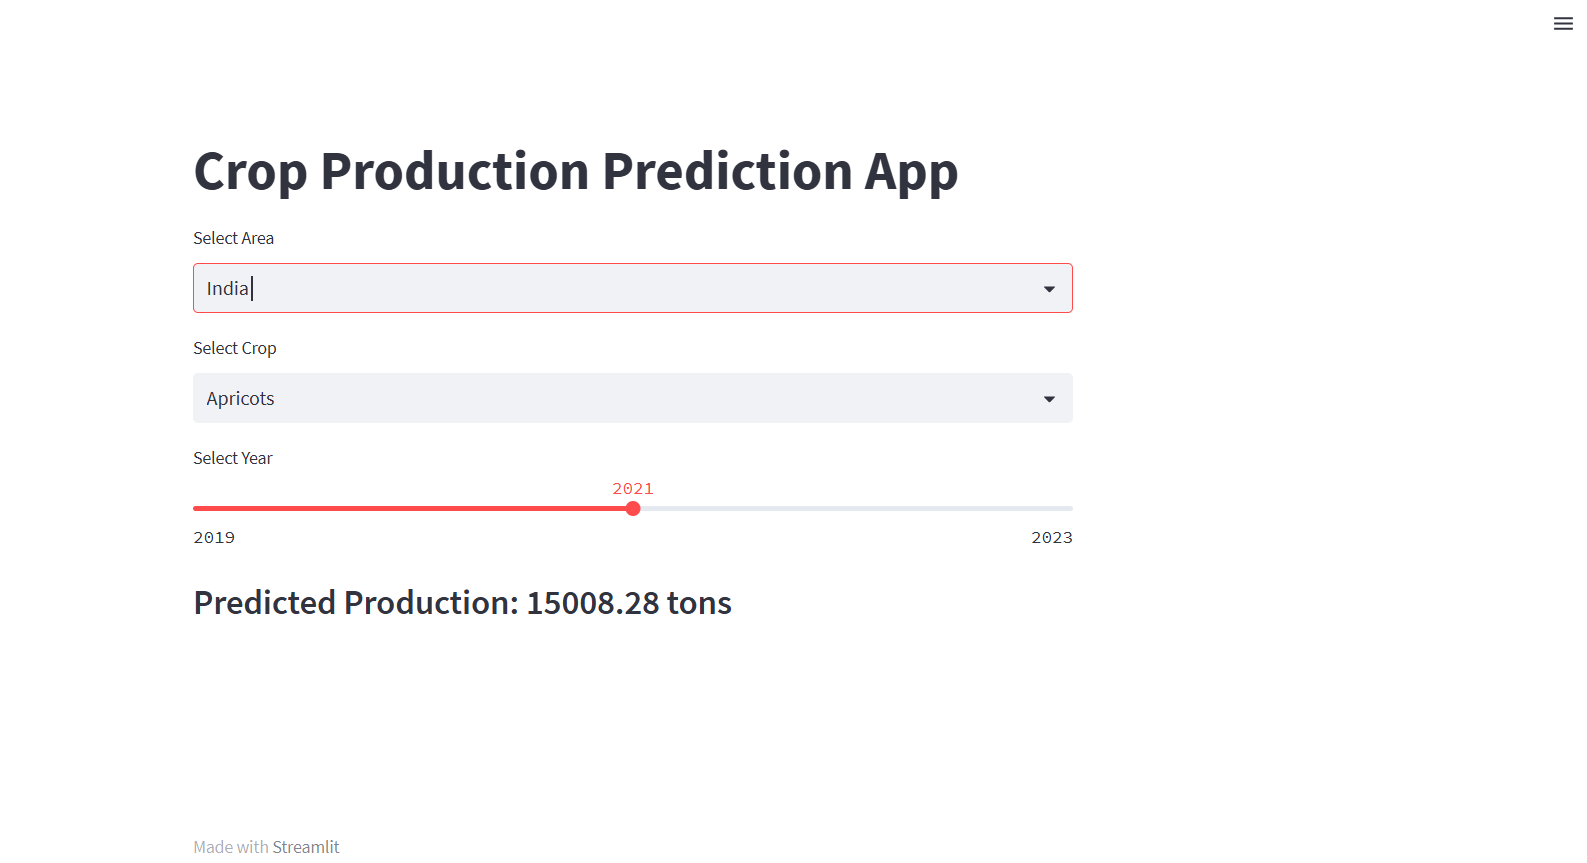 Crop Production Prediction App
Select Area
India
Select Crop
Apricots
Select Year
2021
2019 2023
Predicted Production: 15008.28 tons
Made with Streamlit